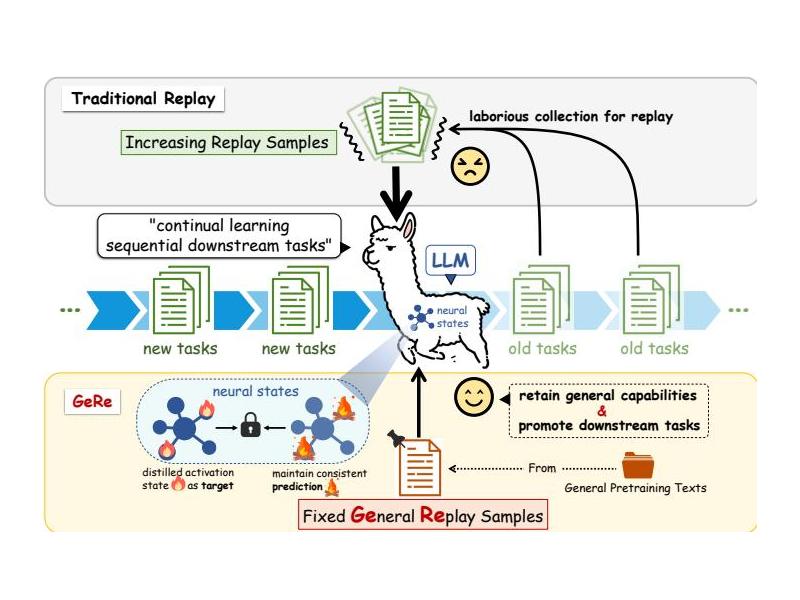 Traditional Replay
Increasing Replay Samples
laborious collection for replay
"continual learning
sequential downstream tasks"
LLM
neural
states
...
new tasks
new tasks
old tasks
old tasks
...
GeRe
neural states
distilled activation
state as target
maintain consistent
prediction
retain general capabilities
&
promote downstream tasks
From
General Pretraining Texts
Fixed General Replay Samples